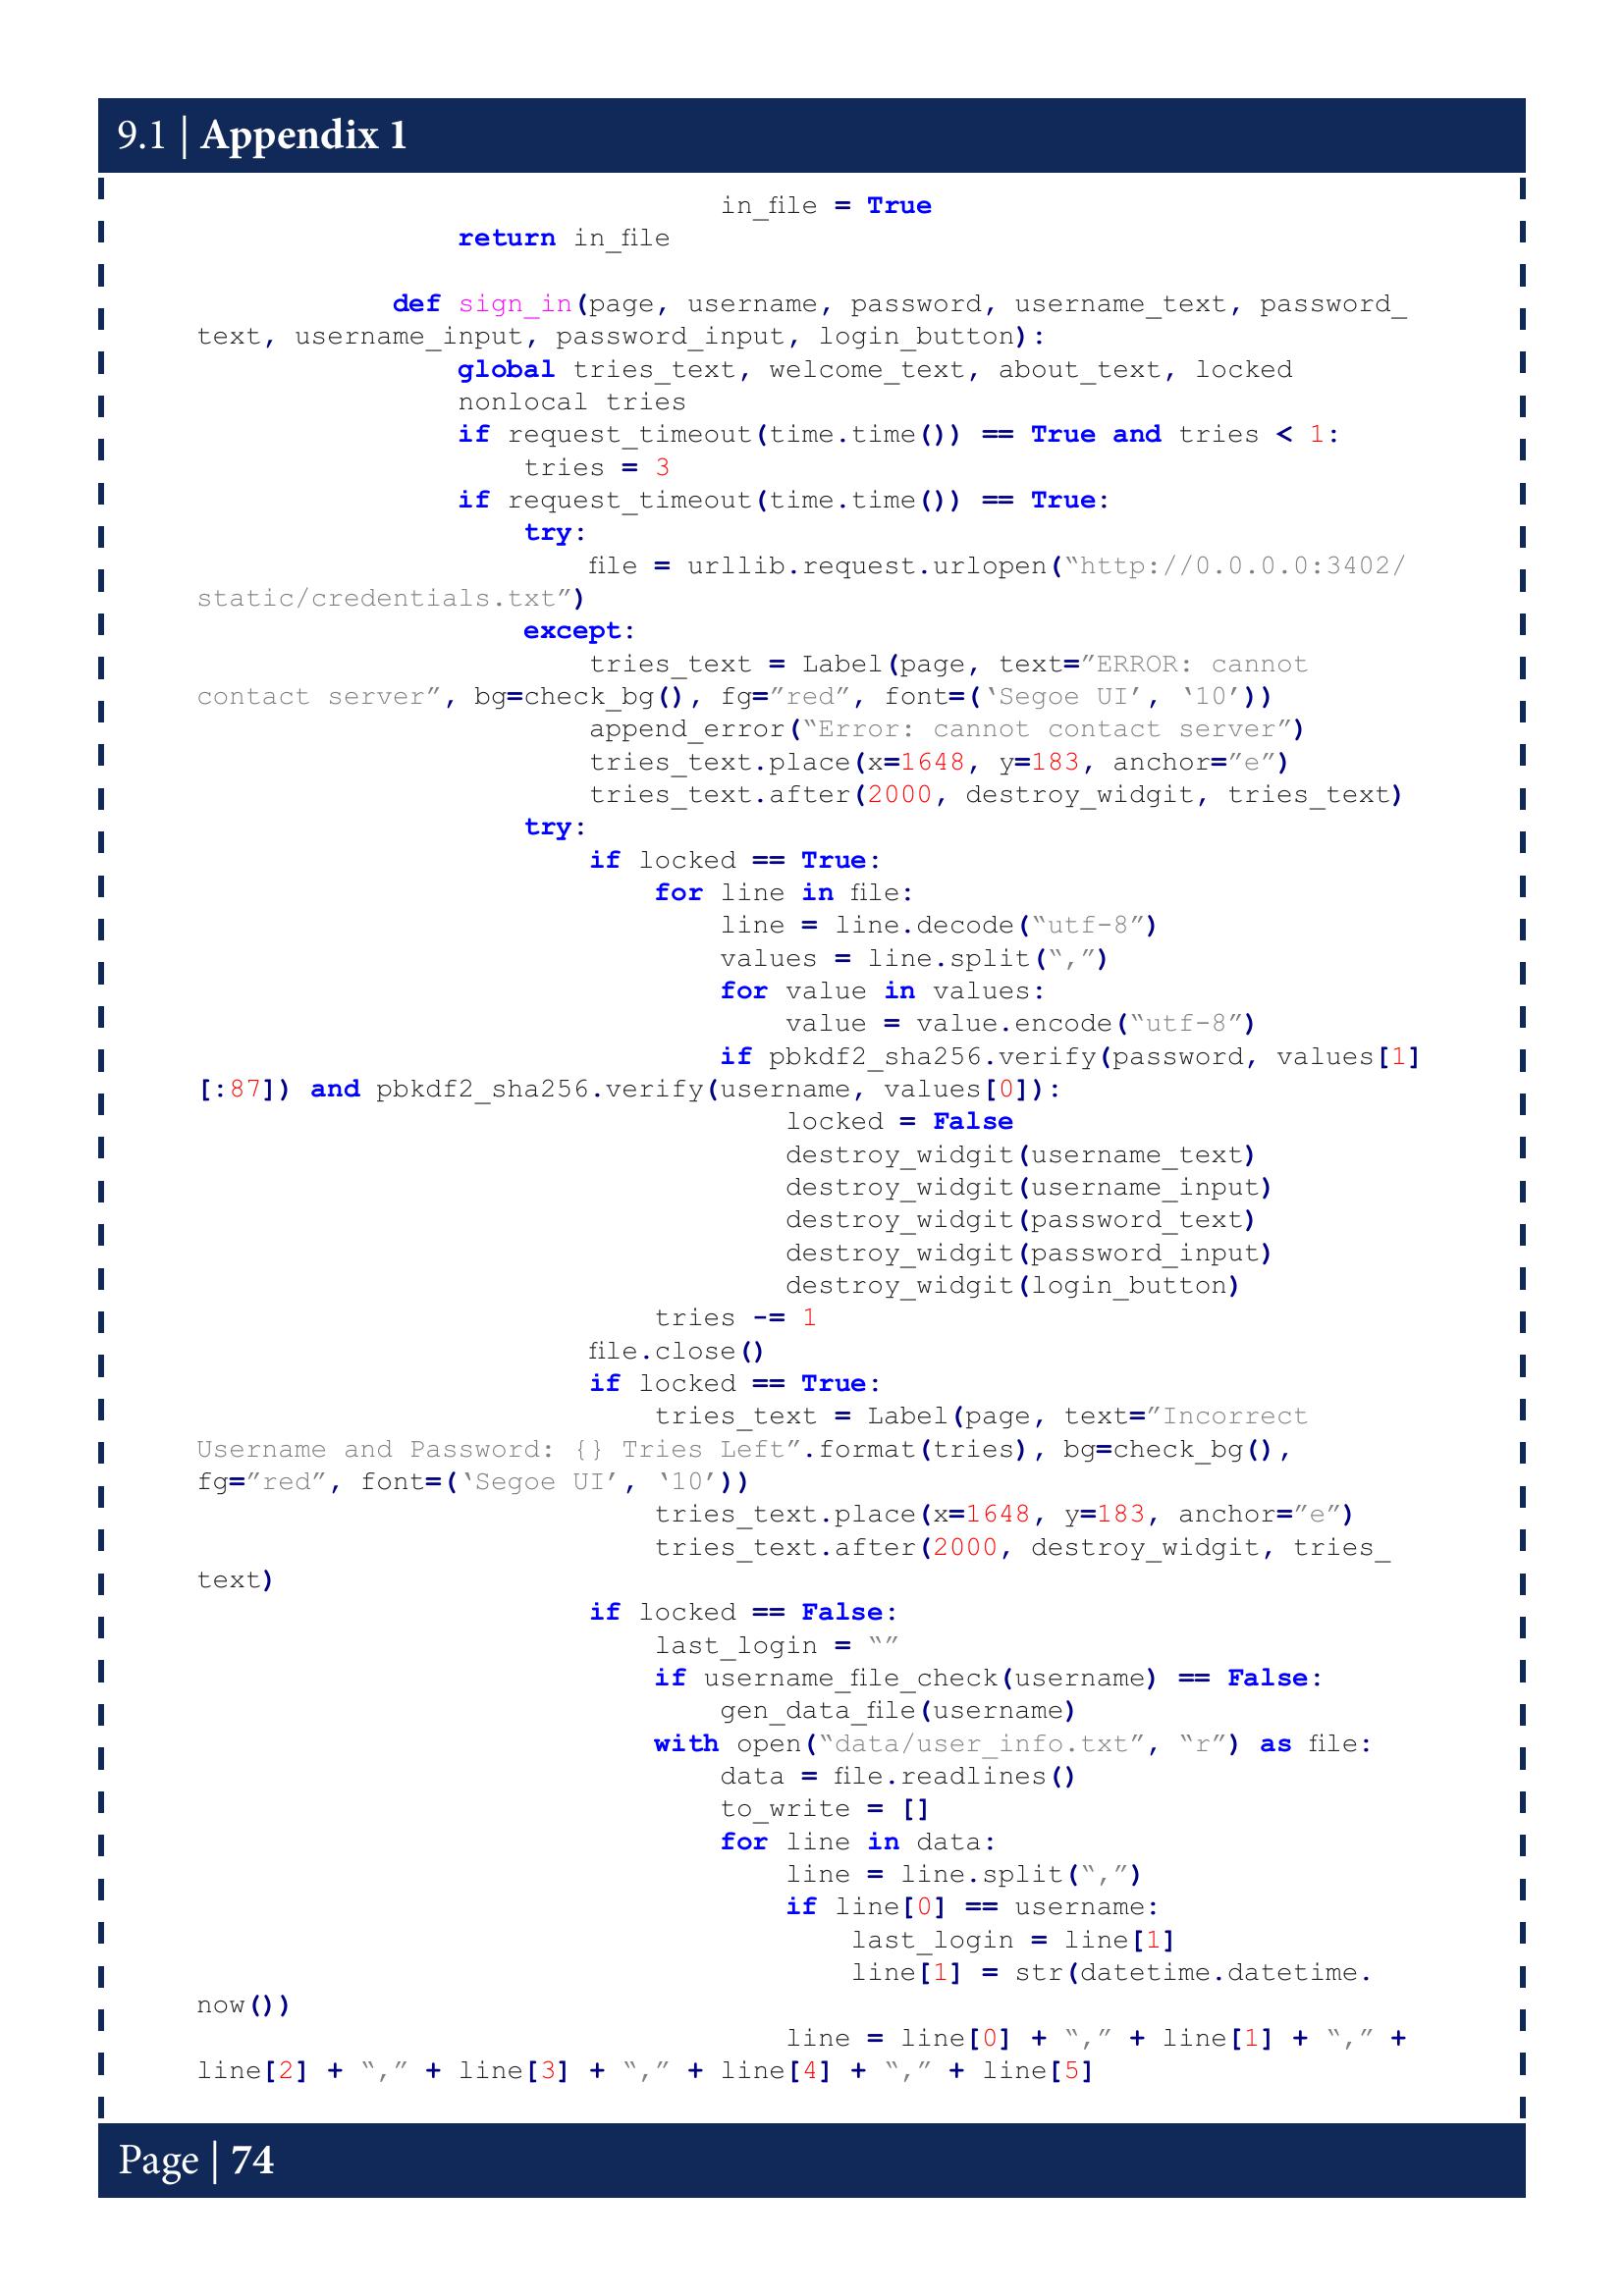 9.1 | Appendix 1
in_file = True
return in_file
def sign_in(page, username, password, username_text, password_
text, username_input, password_input, login_button):
global tries_text, welcome_text, about_text, locked
nonlocal tries
if request_timeout(time.time()) == True and tries < 1:
tries = 3
if request_timeout(time.time()) == True:
try:
file = urllib.request.urlopen(“http://0.0.0.0:3402/
static/credentials.txt”)
except:
tries_text = Label(page, text=”ERROR: cannot
contact server”, bg=check_bg(), fg=”red”, font=(‘Segoe UI’, ‘10’))
append_error(“Error: cannot contact server”)
tries_text.place(x=1648, y=183, anchor=”e”)
tries_text.after(2000, destroy_widgit, tries_text)
try:
if locked == True:
for line in file:
line = line.decode(“utf-8”)
values = line.split(“,”)
for value in values:
value = value.encode(“utf-8”)
if pbkdf2_sha256.verify(password, values[1]
[:87]) and pbkdf2_sha256.verify(username, values[0]):
locked = False
destroy_widgit(username_text)
destroy_widgit(username_input)
destroy_widgit(password_text)
destroy_widgit(password_input)
destroy_widgit(login_button)
tries -= 1
file.close()
if locked == True:
tries_text = Label(page, text=”Incorrect
Username and Password: {} Tries Left”.format(tries), bg=check_bg(),
fg=”red”, font=(‘Segoe UI’, ‘10’))
tries_text.place(x=1648, y=183, anchor=”e”)
tries_text.after(2000, destroy_widgit, tries_
text)
if locked == False:
last_login = “”
if username_file_check(username) == False:
gen_data_file(username)
with open(“data/user_info.txt”, “r”) as file:
data = file.readlines()
to_write = []
for line in data:
line = line.split(“,”)
if line[0] == username:
last_login = line[1]
line[1] = str(datetime.datetime.
now())
line = line[0] + “,” + line[1] + “,” +
line[2] + “,” + line[3] + “,” + line[4] + “,” + line[5]
Page | 74